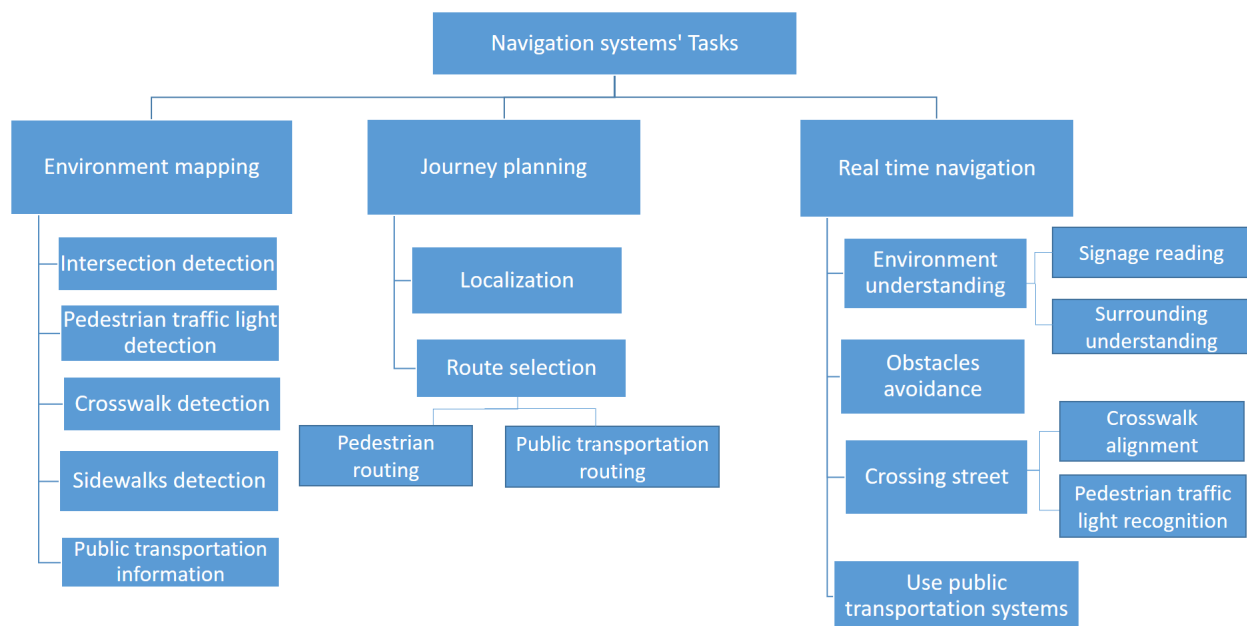 Navigation systems' Tasks
Environment mapping
Intersection detection
Pedestrian traffic light
detection
Crosswalk detection
Sidewalks detection
Public transportation
information
Journey planning
Localization
Route selection
Pedestrian
routing
Public transportation
routing
Real time navigation
Environment
understanding
Signage reading
Surrounding
understanding
Obstacles
avoidance
Crossing street
Crosswalk
alignment
Pedestrian traffic
light recognition
Use public
transportation systems